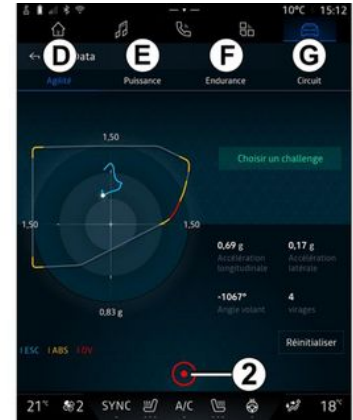 10°C 15:12
D E F G
Data
Agilité Puissance Endurance Circuit
1,50
Choisir un challenge
1,50 1,50
0,69 g 0,17 g
Accélération longitudinale Accélération latérale
-1067° 4
Angle volant virages
0,83 g
ESC ABS
Réinitialiser
2
21°C 2 SYNC A/C 18°C